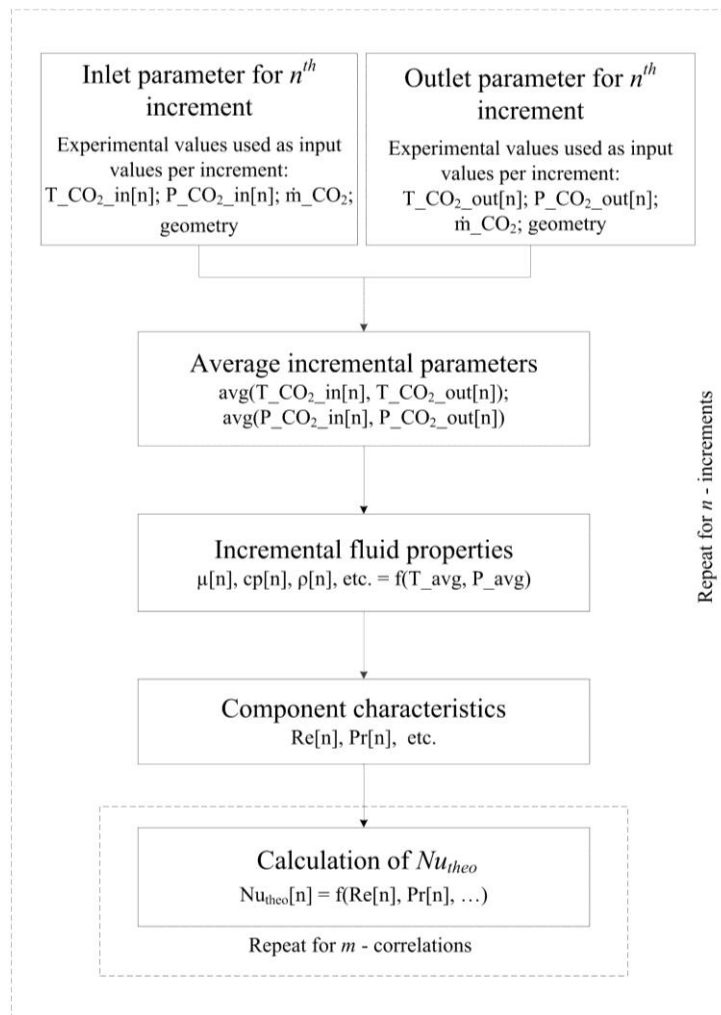 Inlet parameter for nth
increment
Experimental values used as input
values per increment:
T_CO₂_in[n]; P_CO₂_in[n]; ṁ_CO₂;
geometry
Outlet parameter for nth
increment
Experimental values used as input
values per increment:
T_CO₂_out[n]; P_CO₂_out[n];
ṁ_CO₂; geometry
Average incremental parameters
avg(T_CO₂_in[n], T_CO₂_out[n]);
avg(P_CO₂_in[n], P_CO₂_out[n])
Incremental fluid properties
μ[n], cp[n], ρ[n], etc. = f(T_avg, P_avg)
Component characteristics
Re[n], Pr[n], etc.
Calculation of Nutheo
Nutheo[n] = f(Re[n], Pr[n], …)
Repeat for m - correlations
Repeat for n - increments